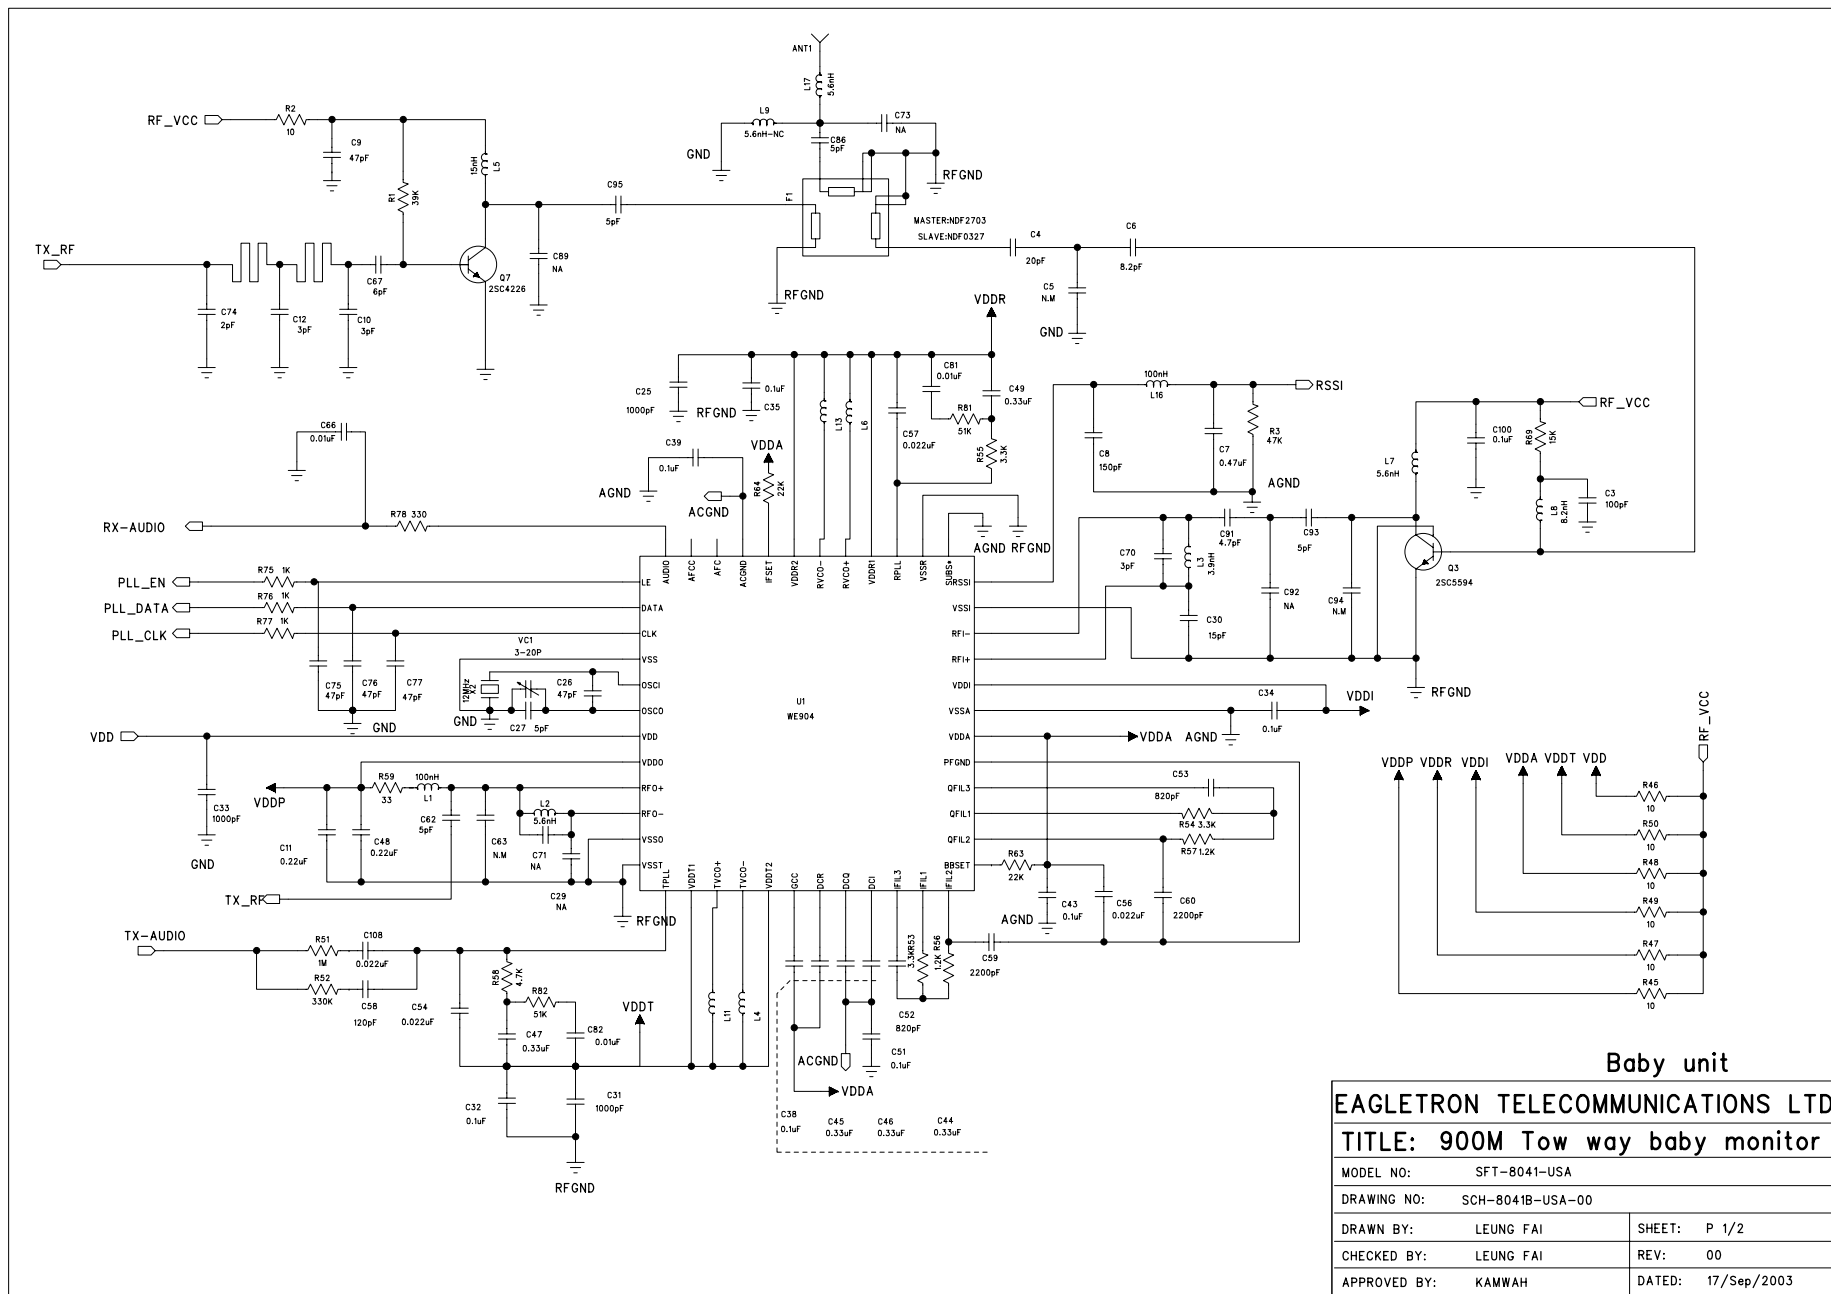 ANT1
L17
5.6nH
L9
5.6nH-NC
C73
NA
C86
5pF
GND
RFGND
RF_VCC
R2
10
C9
47pF
R1
39K
15nH
L5
C95
5pF
F1
MASTER:NDF2703
SLAVE:NDF0327
C4
20pF
C6
8.2pF
C5
N.M
GND
TX_RF
C74
2pF
C12
3pF
C10
3pF
C67
6pF
Q7
2SC4226
C89
NA
RFGND
VDDR
C25
1000pF
RFGND
0.1uF
C35
L13
L6
C57
0.022uF
C81
0.01uF
R81
51K
C49
0.33uF
R55
3.3K
100nH
L16
RSSI
C8
150pF
C7
0.47uF
R3
47K
AGND
RF_VCC
C100
0.1uF
R69
15K
L7
5.6nH
L8
8.2nH
C3
100pF
C66
0.01uF
C39
0.1uF
AGND
ACGND
VDDA
R64
22K
AGND
RFGND
RX-AUDIO
R78 330
C91
4.7pF
C93
5pF
C70
3pF
L3
3.9nH
C30
15pF
C92
NA
C94
N.M
Q3
2SC5594
RFGND
PLL_EN
R75 1K
PLL_DATA
R76 1K
PLL_CLK
R77 1K
C75
47pF
C76
47pF
C77
47pF
GND
AUDIO
AFCC
AFC
ACGND
IFSET
VDDR2
RVCO-
RVCO+
VDDR1
RPLL
VSSR
SUBS*
LE
DATA
CLK
VSS
OSCI
OSCO
VDD
VDDO
RFO+
RFO-
VSSO
VSST
SRSSI
VSSI
RFI-
RFI+
VDDI
VSSA
VDDA
PFGND
QFIL3
QFIL1
QFIL2
BBSET
TPLL
VDDT1
TVCO+
TVCO-
VDDT2
GCC
DCR
DCQ
DCI
IFIL3
IFIL1
IFIL2
U1
WE904
VC1
3-20P
12MHz
X2
C26
47pF
C27
5pF
GND
VDD
C33
1000pF
GND
VDDP
R59
33
100nH
L1
C62
5pF
C11
0.22uF
C48
0.22uF
C63
N.M
L2
5.6nH
C71
NA
C29
NA
TX_RF
RFGND
C34
0.1uF
VDDI
VDDA
AGND
C53
820pF
R54 3.3K
R57 1.2K
R63
22K
C43
0.1uF
AGND
C56
0.022uF
C60
2200pF
C59
2200pF
3.3K R53
1.2K R56
C52
820pF
TX-AUDIO
R51
1M
C108
0.022uF
R52
330K
C58
120pF
C54
0.022uF
R58
4.7K
R82
51K
C47
0.33uF
C82
0.01uF
VDDT
C32
0.1uF
C31
1000pF
RFGND
L11
L4
ACGND
C51
0.1uF
VDDA
C38
0.1uF
C45
0.33uF
C46
0.33uF
C44
0.33uF
RF_VCC
VDDP
VDDR
VDDI
VDDA
VDDT
VDD
R46
10
R50
10
R48
10
R49
10
R47
10
R45
10
Baby unit
EAGLETRON TELECOMMUNICATIONS LTD
TITLE: 900M Tow way baby monitor
MODEL NO: SFT-8041-USA
DRAWING NO: SCH-8041B-USA-00
DRAWN BY: LEUNG FAI SHEET: P 1/2
CHECKED BY: LEUNG FAI REV: 00
APPROVED BY: KAMWAH DATED: 17/Sep/2003